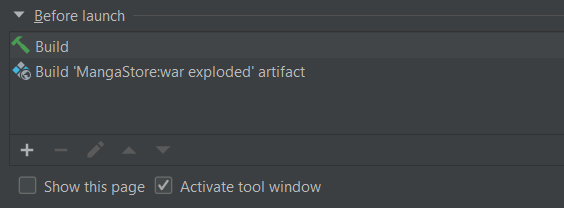 Before launch
Build
Build 'MangaStore:war exploded' artifact
Show this page Activate tool window